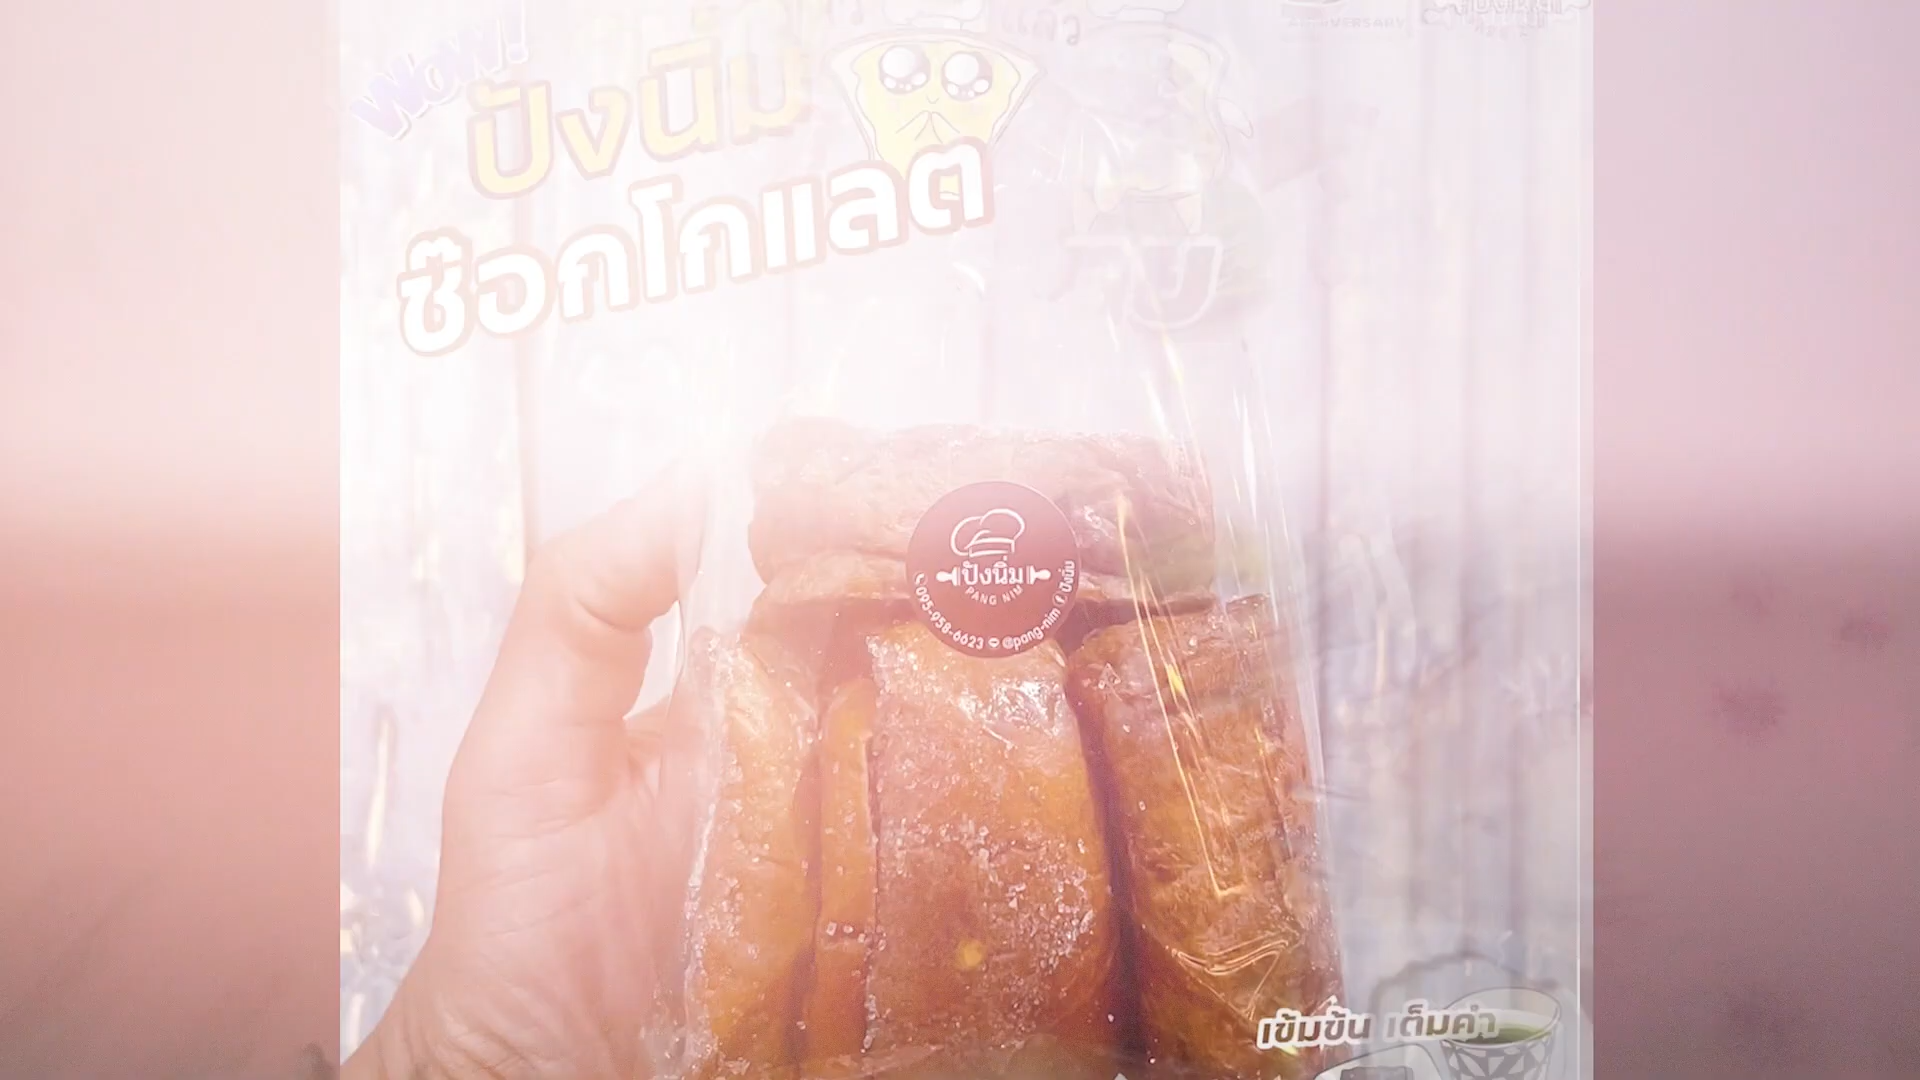 WOW!
ปังนิ่ม
ช็อกโกแลต
ANNIVERSARY
ปังนิ่ม
PANG NIM
095-958-6623 @pang-nim ปังนิ่ม
เข้มข้น เต็มคำ